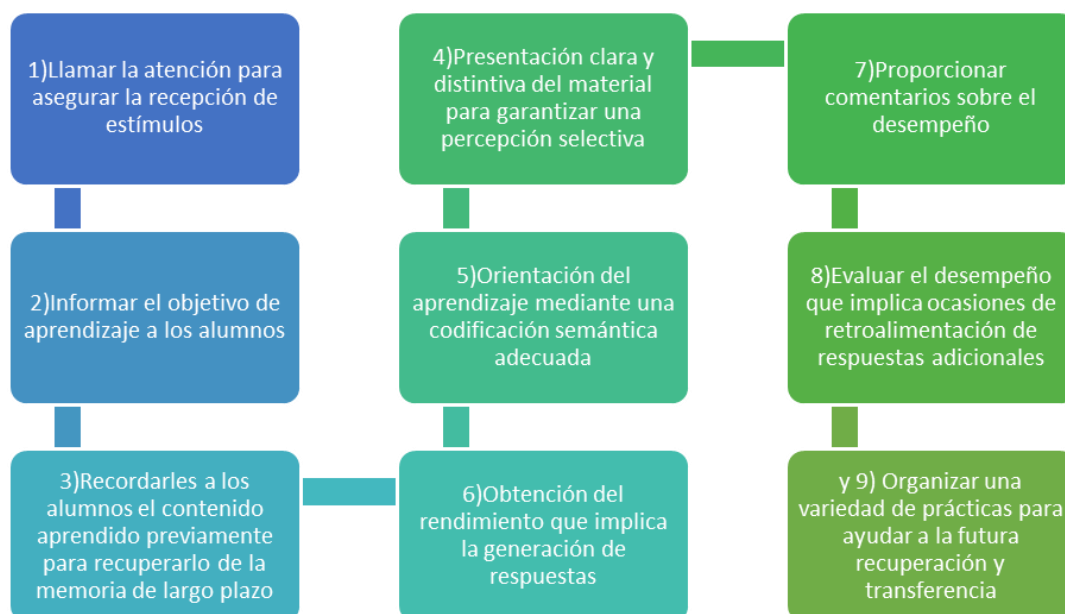 1)Llamar la atención para
asegurar la recepción de
estímulos
2)Informar el objetivo de
aprendizaje a los alumnos
3)Recordarles a los
alumnos el contenido
aprendido previamente
para recuperarlo de la
memoria de largo plazo
4)Presentación clara y
distintiva del material
para garantizar una
percepción selectiva
5)Orientación del
aprendizaje mediante una
codificación semántica
adecuada
6)Obtención del
rendimiento que implica
la generación de
respuestas
7)Proporcionar
comentarios sobre el
desempeño
8)Evaluar el desempeño
que implica ocasiones de
retroalimentación de
respuestas adicionales
y 9) Organizar una
variedad de prácticas para
ayudar a la futura
recuperación y
transferencia